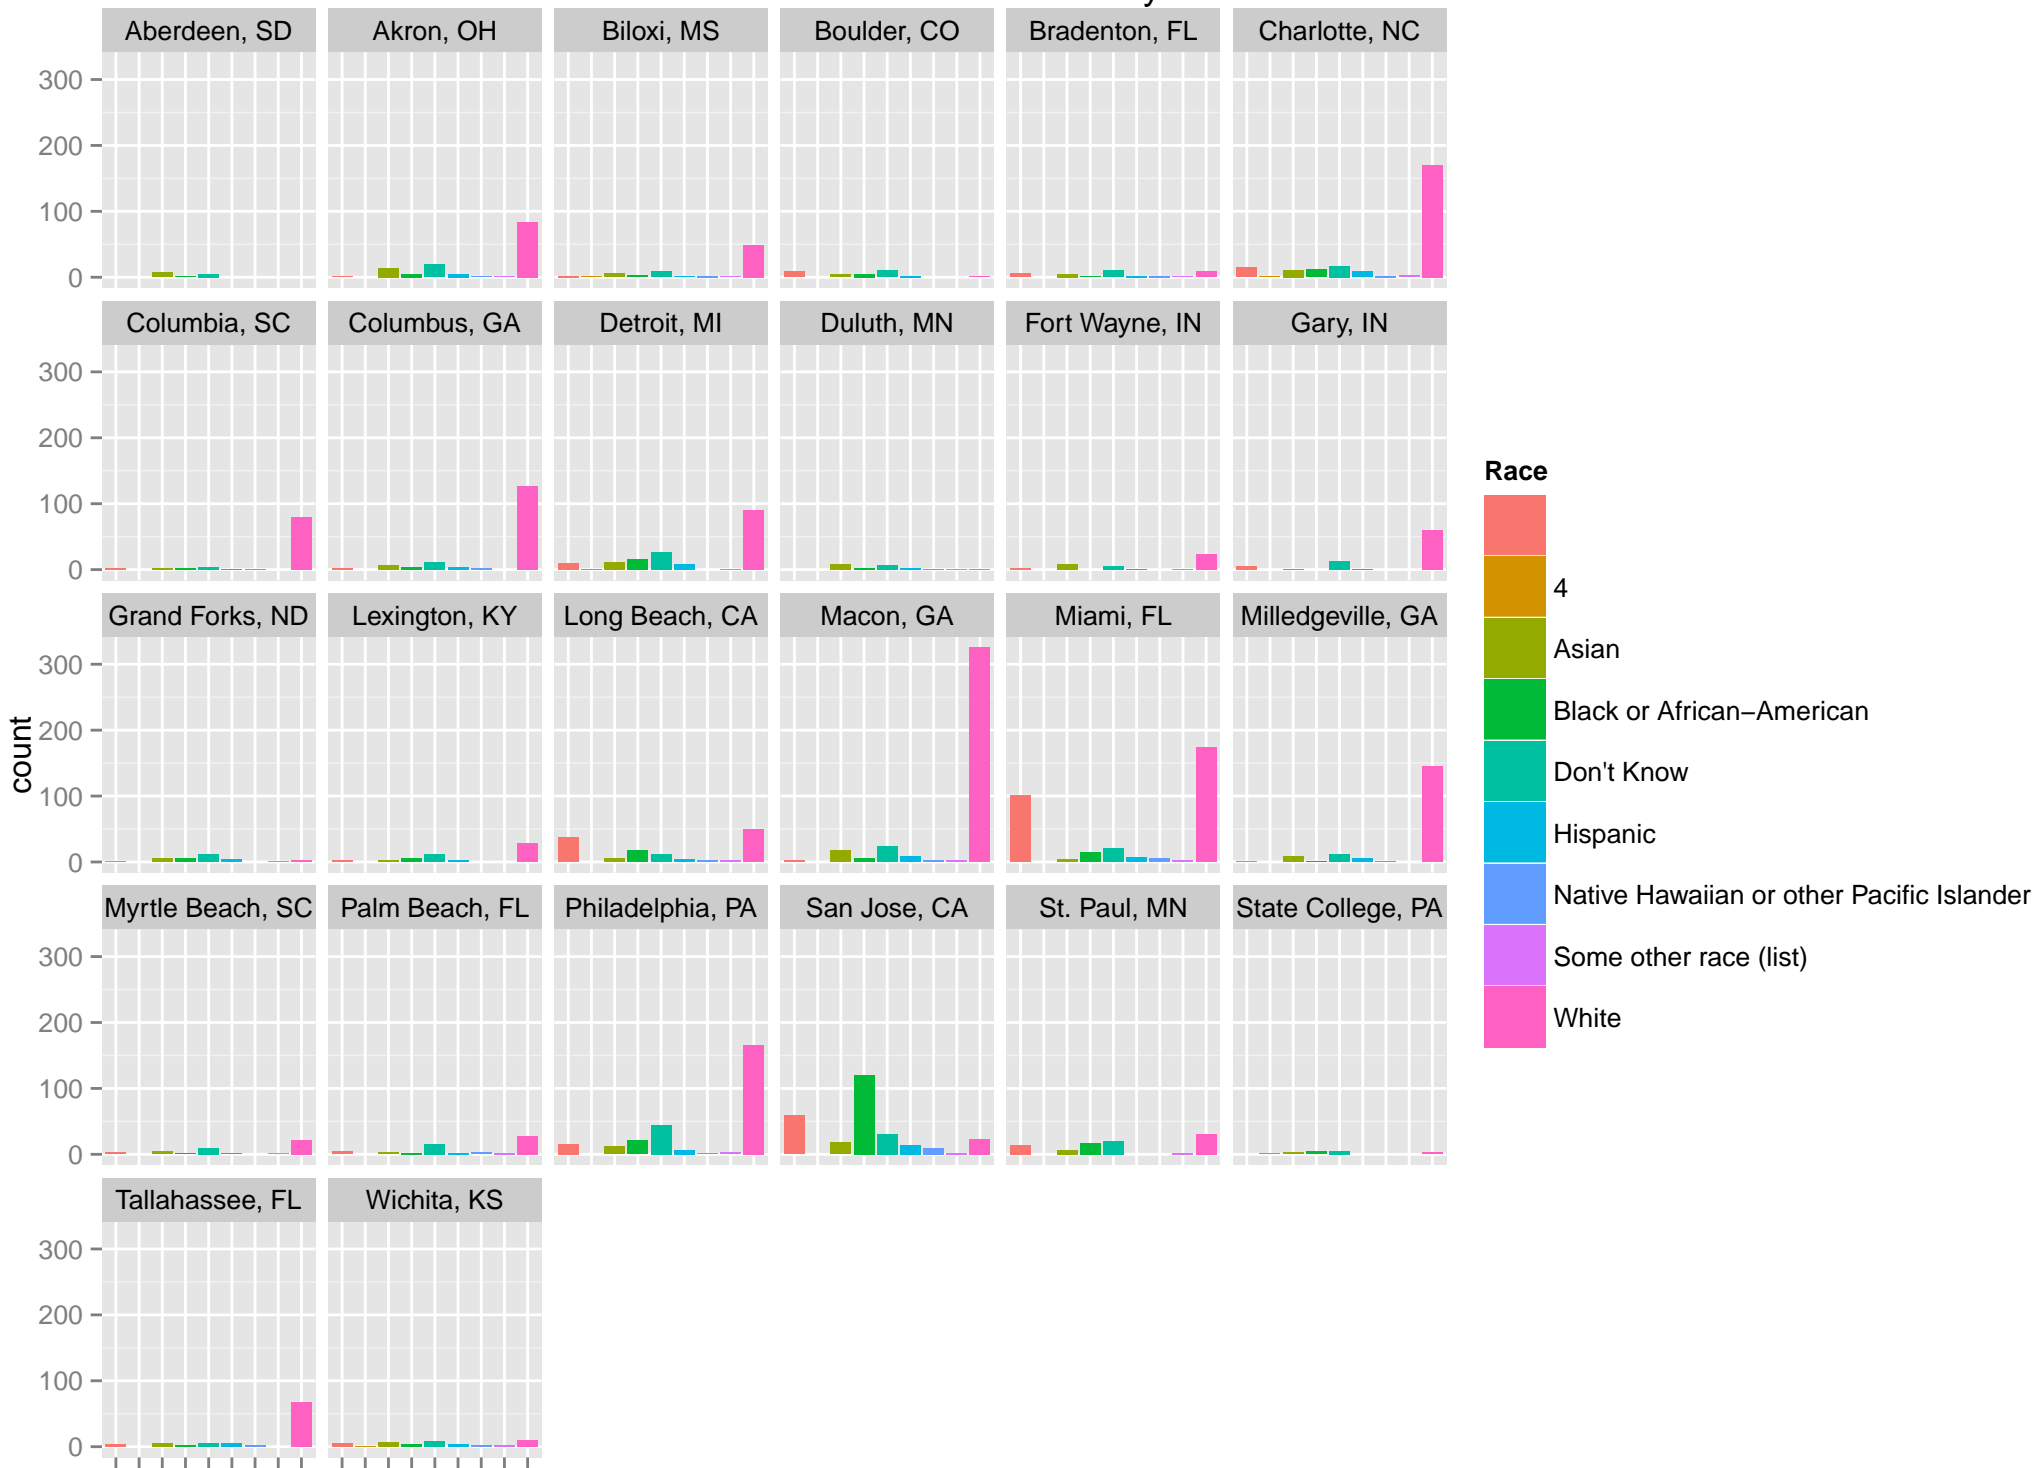 Aberdeen, SD Akron, OH Biloxi, MS Boulder, CO Bradenton, FL Charlotte, NC
300
200
100
0
Columbia, SC Columbus, GA Detroit, MI Duluth, MN Fort Wayne, IN Gary, IN
300
200
100
0
Grand Forks, ND Lexington, KY Long Beach, CA Macon, GA Miami, FL Milledgeville, GA
300
200
100
0
Myrtle Beach, SC Palm Beach, FL Philadelphia, PA San Jose, CA St. Paul, MN State College, PA
300
200
100
0
Tallahassee, FL Wichita, KS
300
200
100
0
count
Race
4
Asian
Black or African−American
Don't Know
Hispanic
Native Hawaiian or other Pacific Islander
Some other race (list)
White